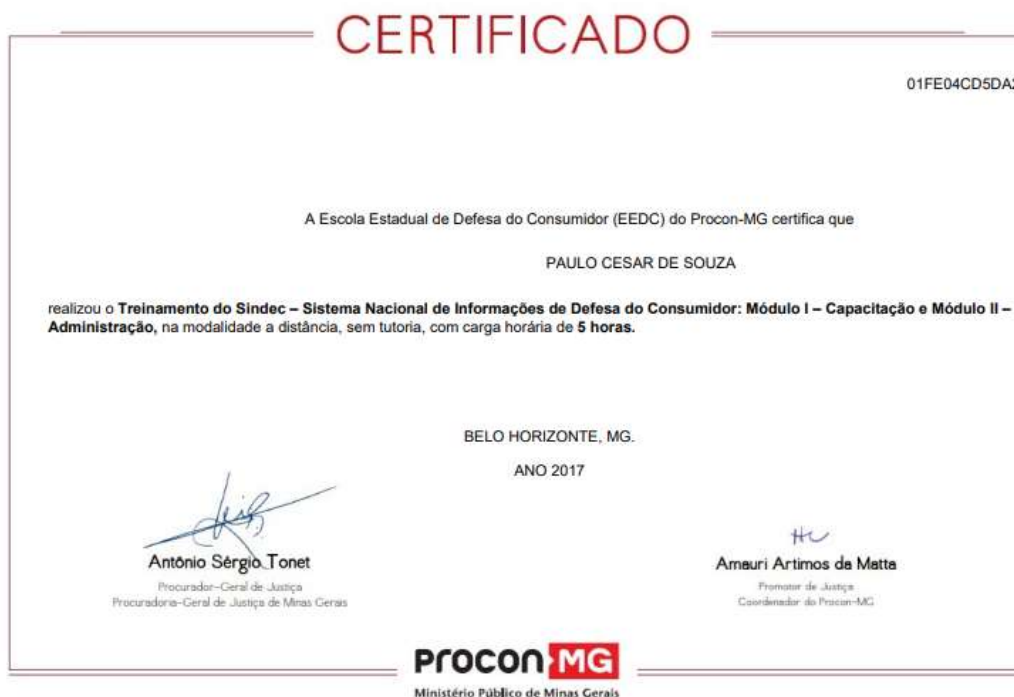 CERTIFICADO
01FE04CD5DA
A Escola Estadual de Defesa do Consumidor (EEDC) do Procon-MG certifica que
PAULO CESAR DE SOUZA
realizou o Treinamento do Sindec – Sistema Nacional de Informações de Defesa do Consumidor: Módulo I – Capacitação e Módulo II –
Administração, na modalidade a distância, sem tutoria, com carga horária de 5 horas.
BELO HORIZONTE, MG.
ANO 2017
Antônio Sérgio Tonet
Procurador-Geral de Justiça
Procuradoria-Geral de Justiça de Minas Gerais
Amauri Artimos da Matta
Promotor de Justiça
Coordenador do Procon-MG
Procon MG
Ministério Público de Minas Gerais